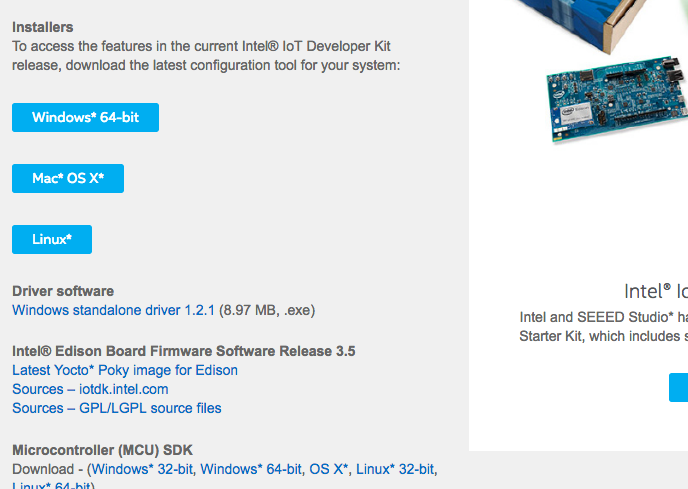 Installers
To access the features in the current Intel® IoT Developer Kit
release, download the latest configuration tool for your system:
Windows* 64-bit
Mac* OS X*
Linux*
Driver software
Windows standalone driver 1.2.1 (8.97 MB, .exe)
Intel® Edison Board Firmware Software Release 3.5
Latest Yocto* Poky image for Edison
Sources – iotdk.intel.com
Sources – GPL/LGPL source files
Microcontroller (MCU) SDK
Download - (Windows* 32-bit, Windows* 64-bit, OS X*, Linux* 32-bit,
Linux* 64-bit)
Intel® Io
Intel and SEEED Studio* ha
Starter Kit, which includes s